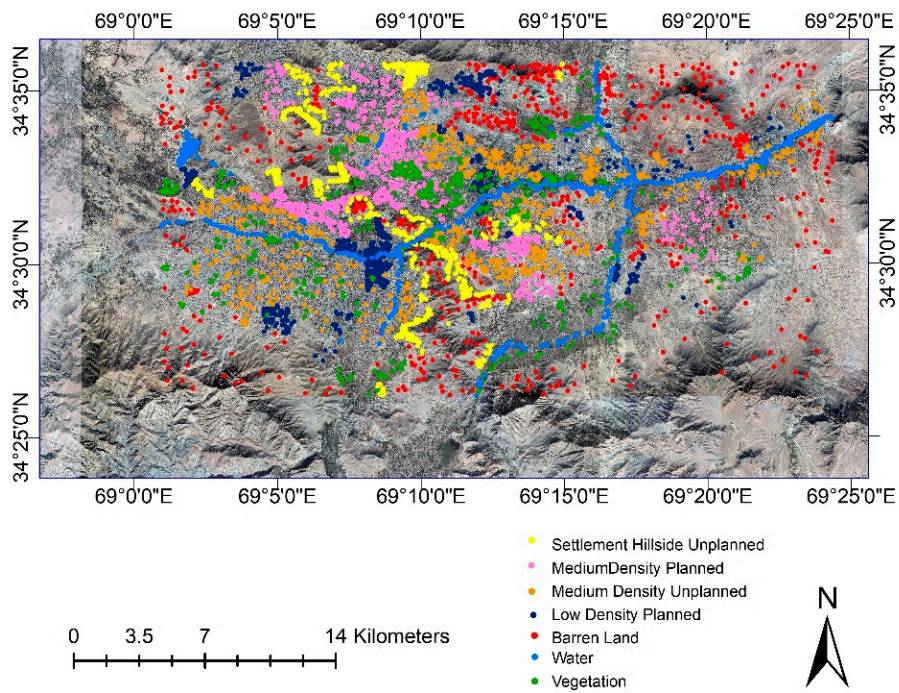 69°0'0"E 69°5'0"E 69°10'0"E 69°15'0"E 69°20'0"E 69°25'0"E
34°35'0"N 34°35'0"N
34°30'0"N 34°30'0"N
34°25'0"N 34°25'0"N
69°0'0"E 69°5'0"E 69°10'0"E 69°15'0"E 69°20'0"E 69°25'0"E
Settlement Hillside Unplanned
MediumDensity Planned
Medium Density Unplanned
Low Density Planned
Barren Land
Water
Vegetation
0 3.5 7 14 Kilometers
N